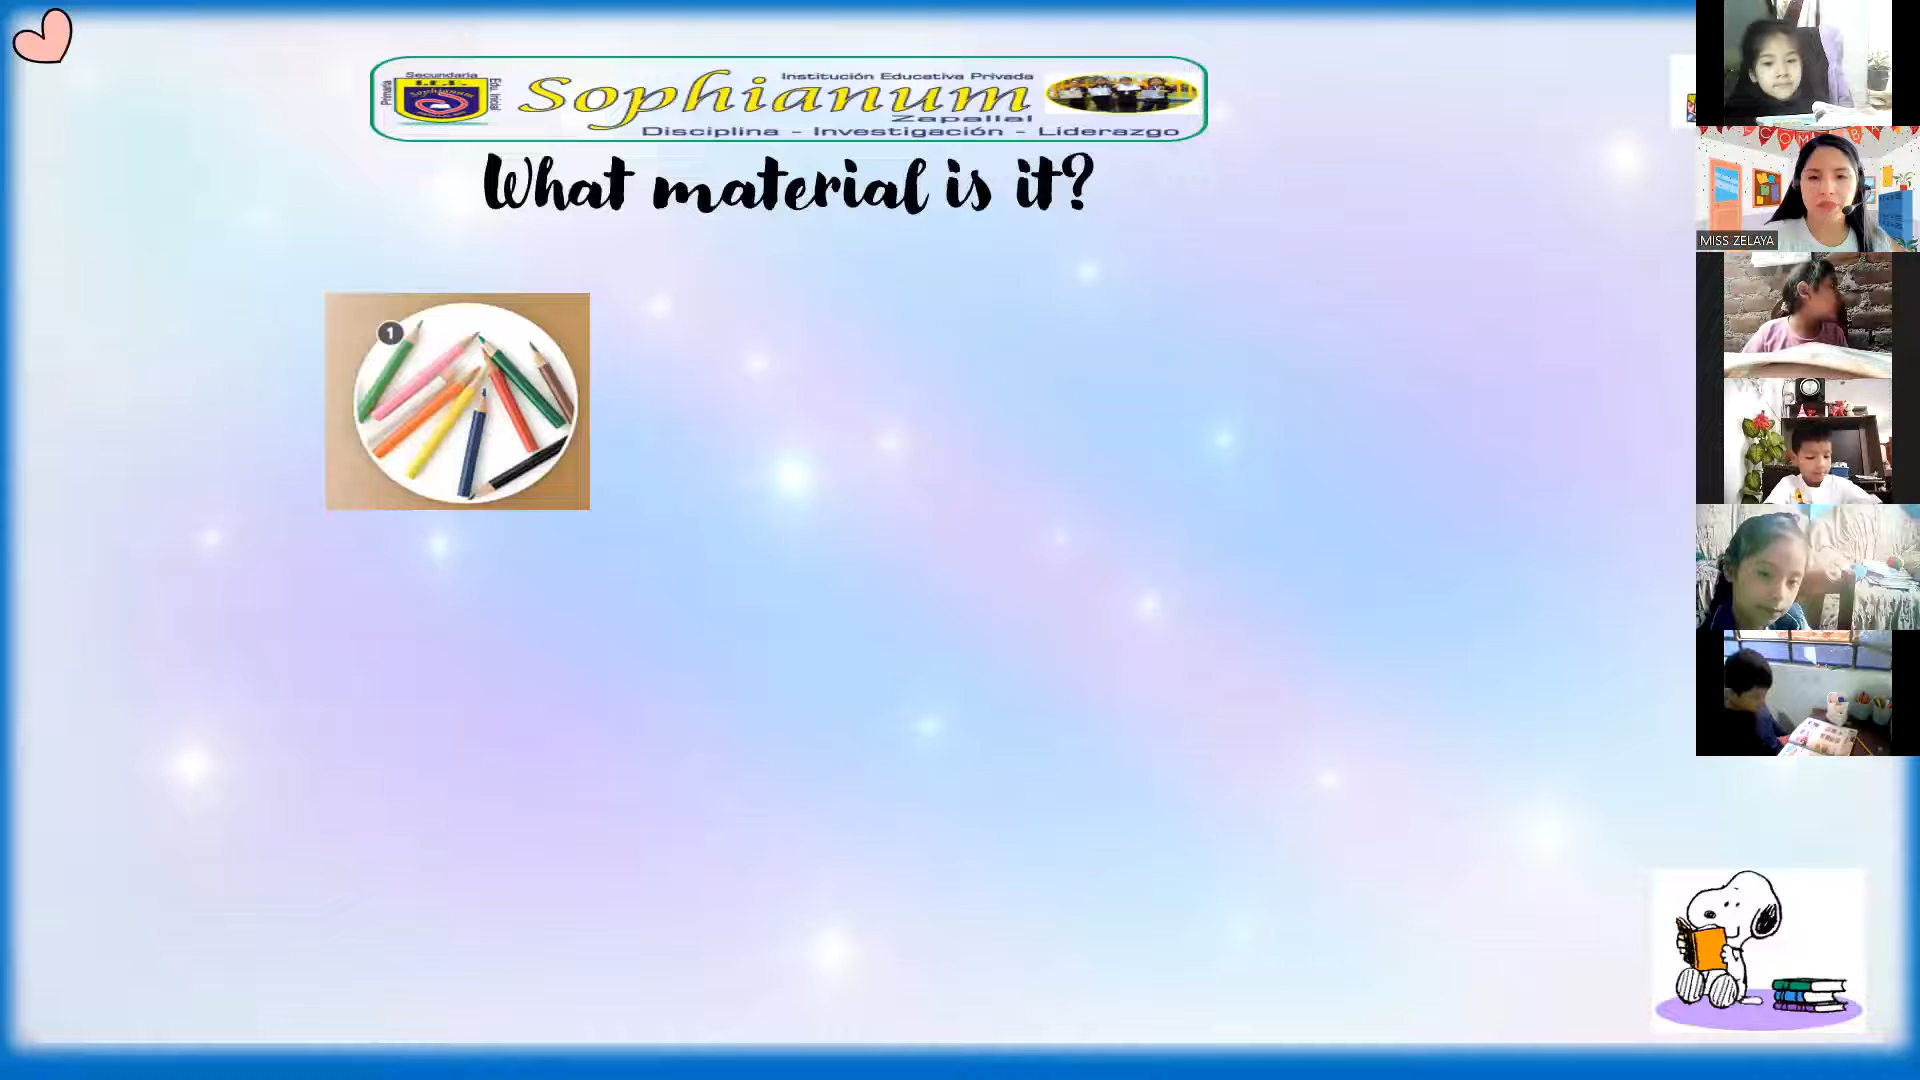 Secundaria
Primaria
I.E.P.
Sophianum
Edu. Inicial
Sophianum
Institución Educativa Privada
Zapallal
Disciplina - Investigación - Liderazgo
What material is it?
1
MISS ZELAYA